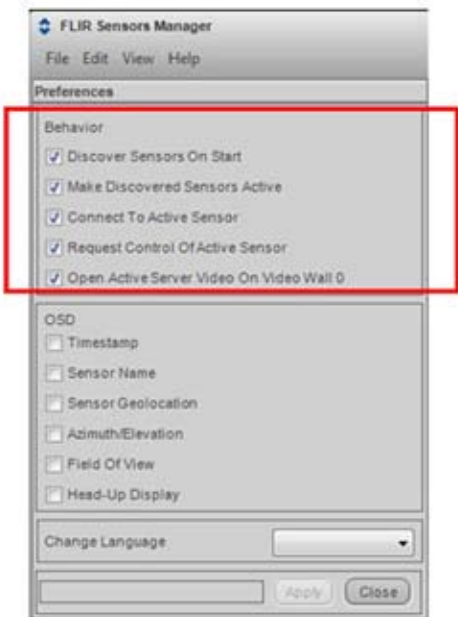 FLIR Sensors Manager
File Edit View Help
Preferences
Behavior
Discover Sensors On Start
Make Discovered Sensors Active
Connect To Active Sensor
Request Control Of Active Sensor
Open Active Server Video On Video Wall 0
OSD
Timestamp
Sensor Name
Sensor Geolocation
Azimuth/Elevation
Field Of View
Head-Up Display
Change Language
Apply Close